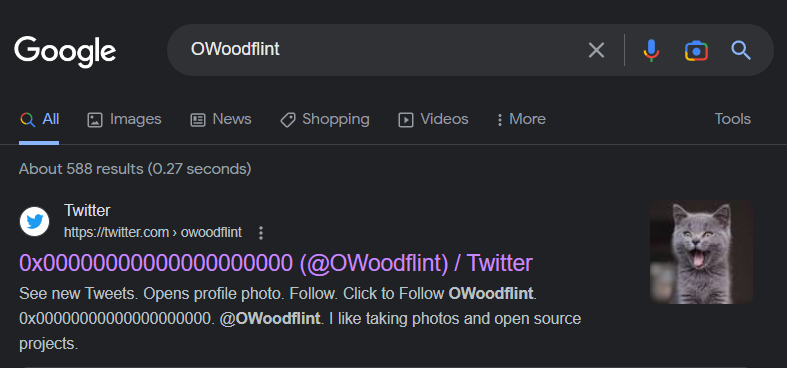 Google
OWoodflint
All Images News Shopping Videos More Tools
About 588 results (0.27 seconds)
Twitter
https://twitter.com › owoodflint
0x00000000000000000000 (@OWoodflint) / Twitter
See new Tweets. Opens profile photo. Follow. Click to Follow OWoodflint.
0x00000000000000000000. @OWoodflint. I like taking photos and open source
projects.